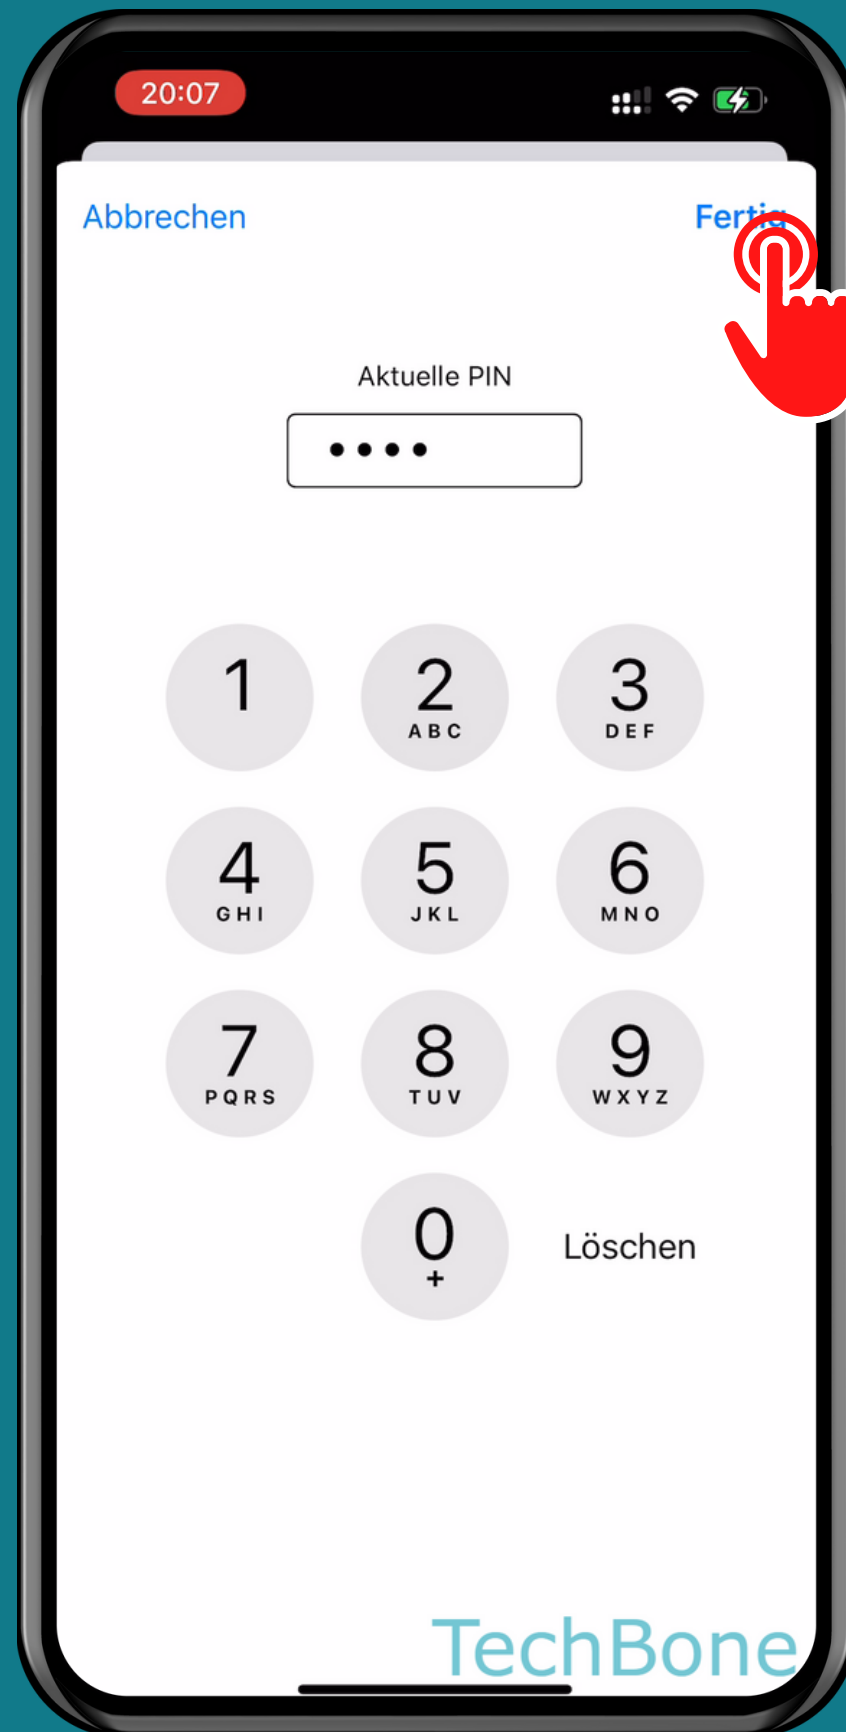 20:07
Abbrechen
Fertig
Aktuelle PIN
1
2
ABC
3
DEF
4
GHI
5
JKL
6
MNO
7
PQRS
8
TUV
9
WXYZ
0
+
Löschen
TechBone